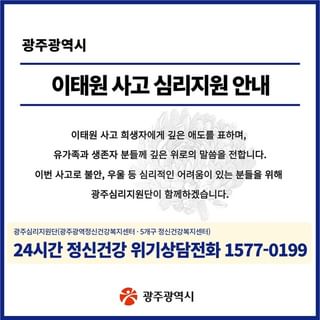 광주광역시
이태원 사고 심리지원 안내
이태원 사고 희생자에게 깊은 애도를 표하며,
유가족과 생존자 분들께 깊은 위로의 말씀을 전합니다.
이번 사고로 불안, 우울 등 심리적인 어려움이 있는 분들을 위해
광주심리지원단이 함께하겠습니다.
광주심리지원단(광주광역정신건강복지센터 · 5개구 정신건강복지센터)
24시간 정신건강 위기상담전화 1577-0199
광주광역시